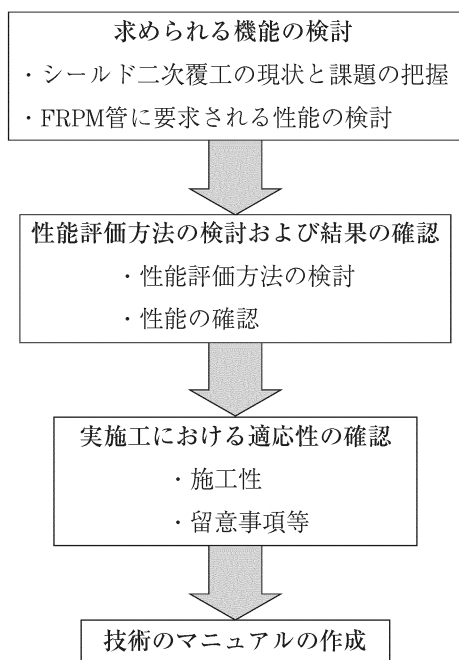 求められる機能の検討
・シールド二次覆工の現状と課題の把握
・FRPM管に要求される性能の検討
性能評価方法の検討および結果の確認
・性能評価方法の検討
・性能の確認
実施工における適応性の確認
・施工性
・留意事項等
技術のマニュアルの作成